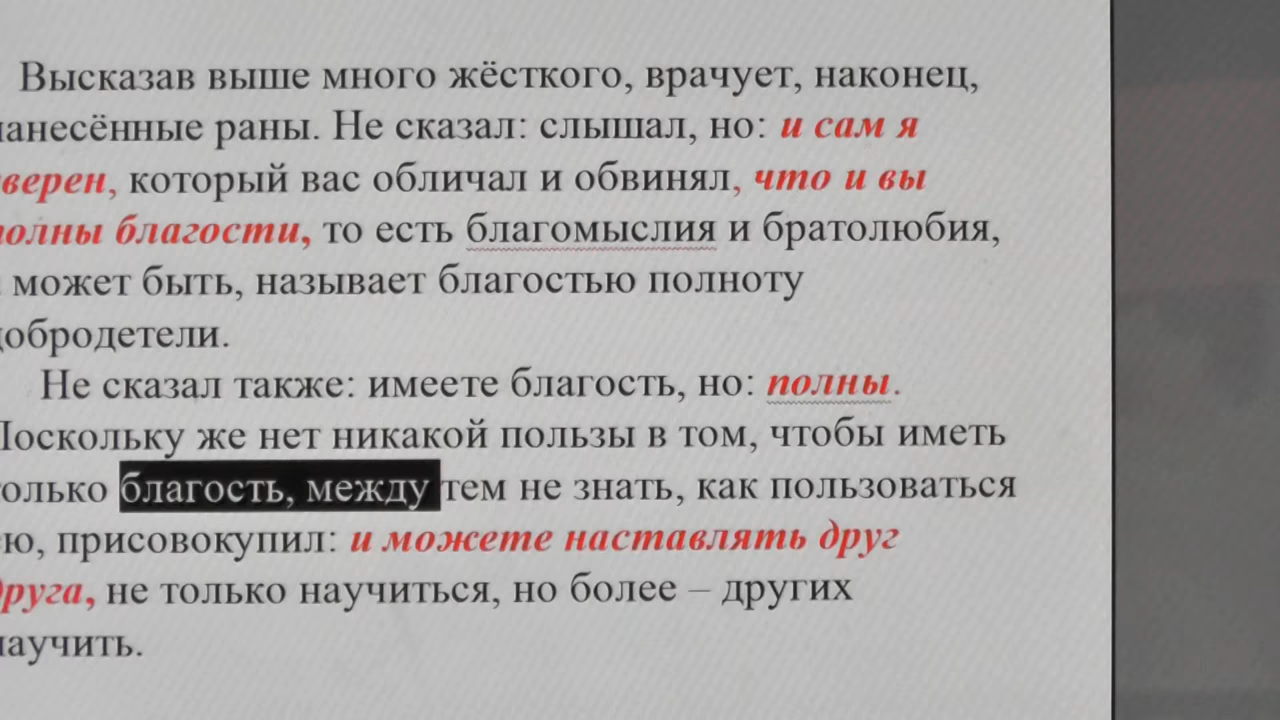 Высказав выше много жёсткого, врачует, наконец,
нанесённые раны. Не сказал: слышал, но: и сам я
уверен, который вас обличал и обвинял, что и вы
полны благости, то есть благомыслия и братолюбия,
может быть, называет благостью полноту
добродетели.
Не сказал также: имеете благость, но: полны.
Поскольку же нет никакой пользы в том, чтобы иметь
только благость, между тем не знать, как пользоваться
ею, присовокупил: и можете наставлять друг
друга, не только научиться, но более – других
научить.